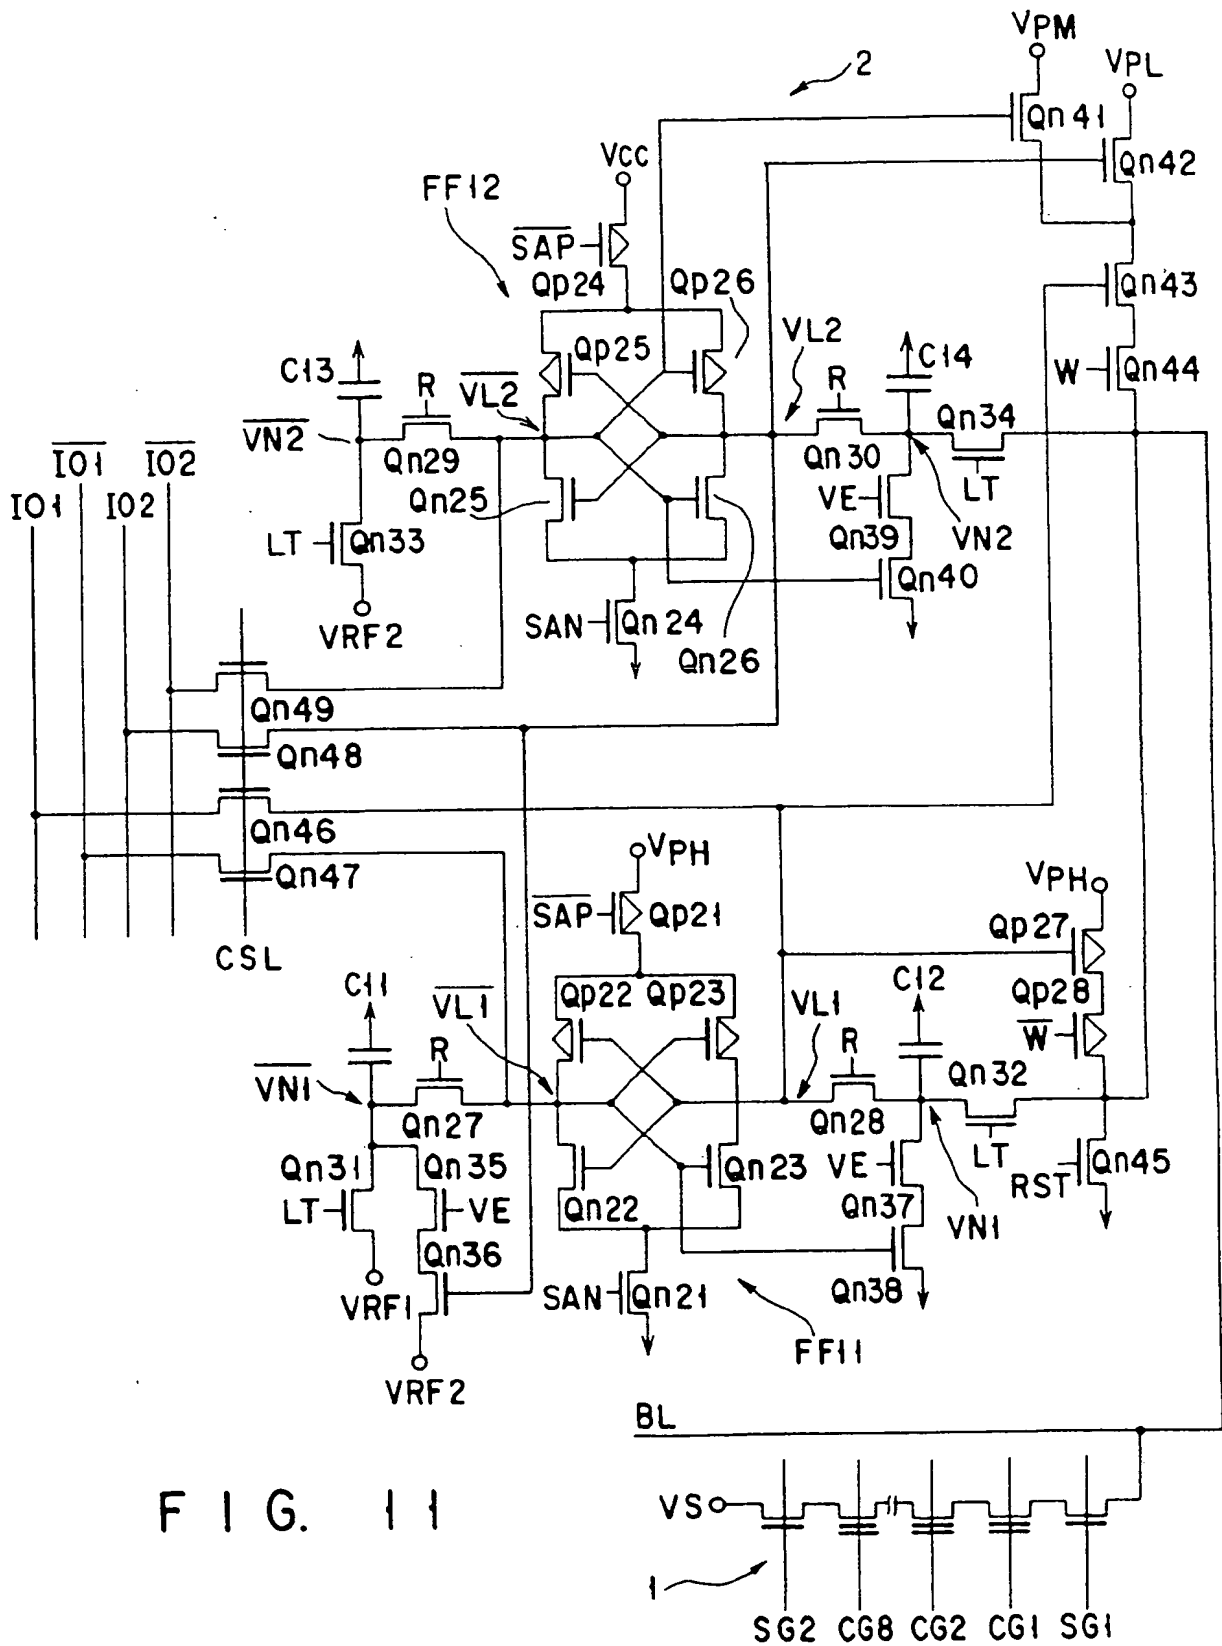 VPM
2
VPL
Qn41
VCC
Qn42
FF12
SAP
Qp24
Qp26
Qn43
VL2
C14
Qp25
C13
R
VL2
R
W
Qn44
VN2
Qn34
IO1
IO2
Qn29
Qn30
LT
IO1
IO2
Qn25
VE
LT
Qn33
Qn39
VN2
Qn40
SAN
Qn24
VRF2
Qn26
Qn49
Qn48
Qn46
VPH
Qn47
VPH
SAP
Qp21
Qp27
CSL
C12
C11
VL1
Qp22
Qp23
VL1
Qp28
R
R
W
VN1
Qn32
Qn27
Qn28
Qn31
Qn35
Qn23
VE
LT
Qn45
RST
LT
VE
Qn22
Qn37
VN1
Qn36
SAN
Qn21
Qn38
VRF1
FF11
VRF2
BL
FIG. 11
VS
1
SG2 CG8 CG2 CG1 SG1